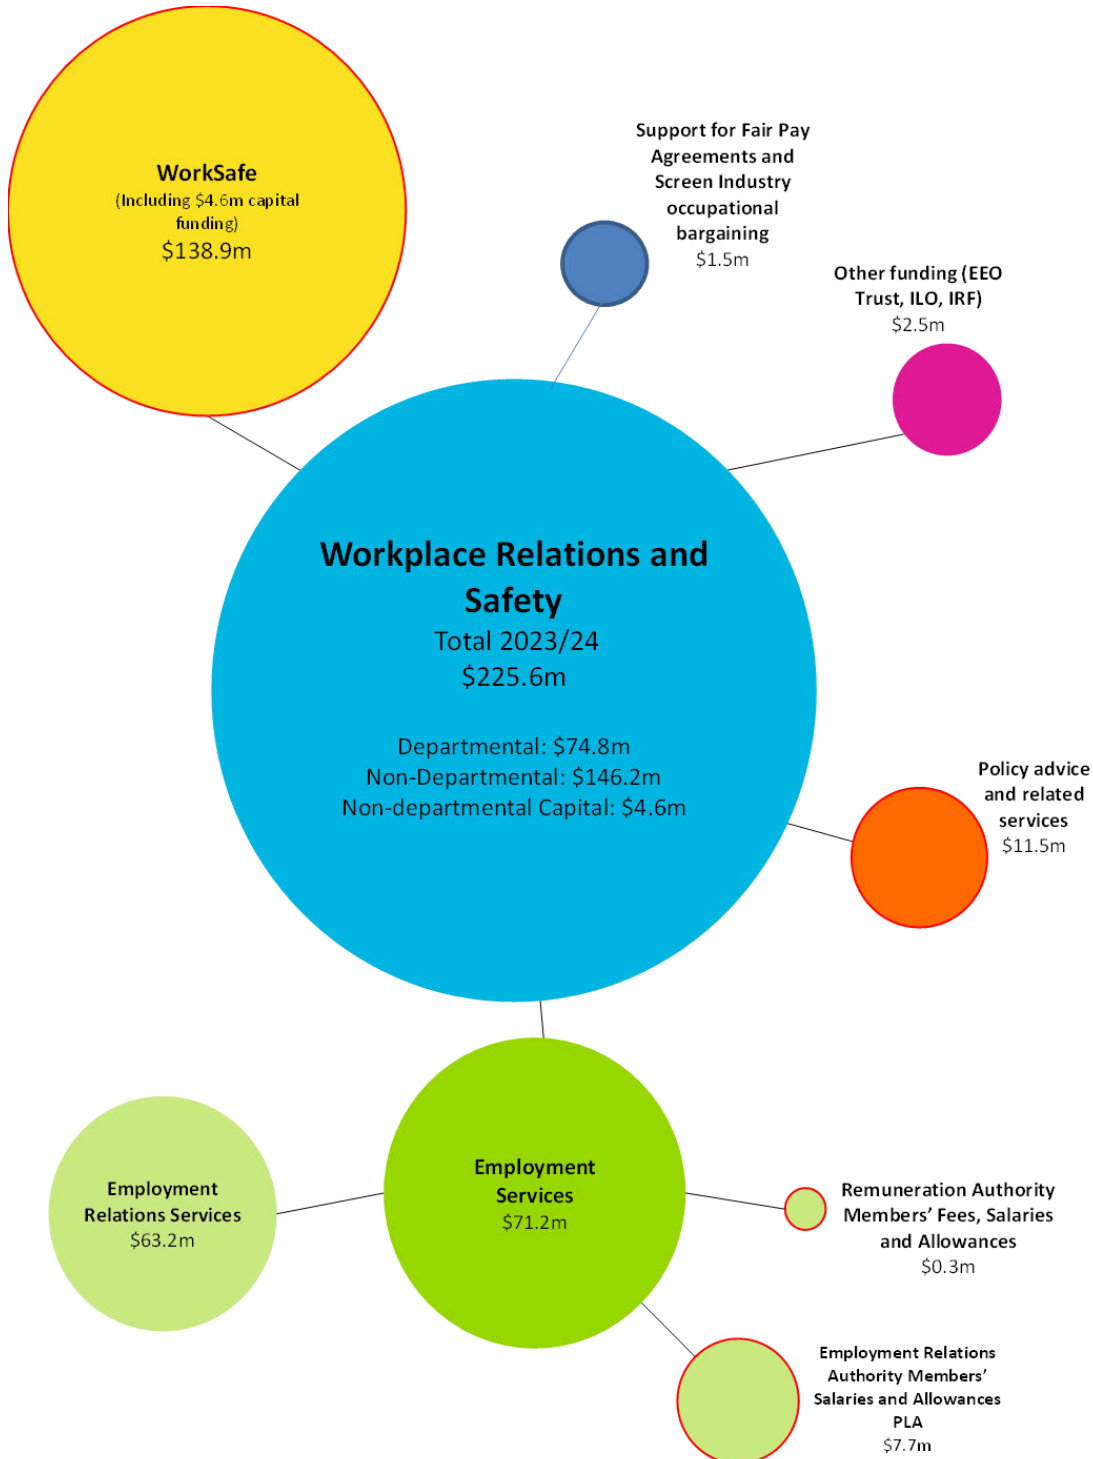 WorkSafe
(Including $4.6m capital
funding)
$138.9m
Support for Fair Pay
Agreements and
Screen Industry
occupational
bargaining
$1.5m
Other funding (EEO
Trust, ILO, IRF)
$2.5m
Workplace Relations and
Safety
Total 2023/24
$225.6m
Departmental: $74.8m
Non-Departmental: $146.2m
Non-departmental Capital: $4.6m
Policy advice
and related
services
$11.5m
Employment
Services
$71.2m
Employment
Relations Services
$63.2m
Remuneration Authority
Members’ Fees, Salaries
and Allowances
$0.3m
Employment Relations
Authority Members’
Salaries and Allowances
PLA
$7.7m